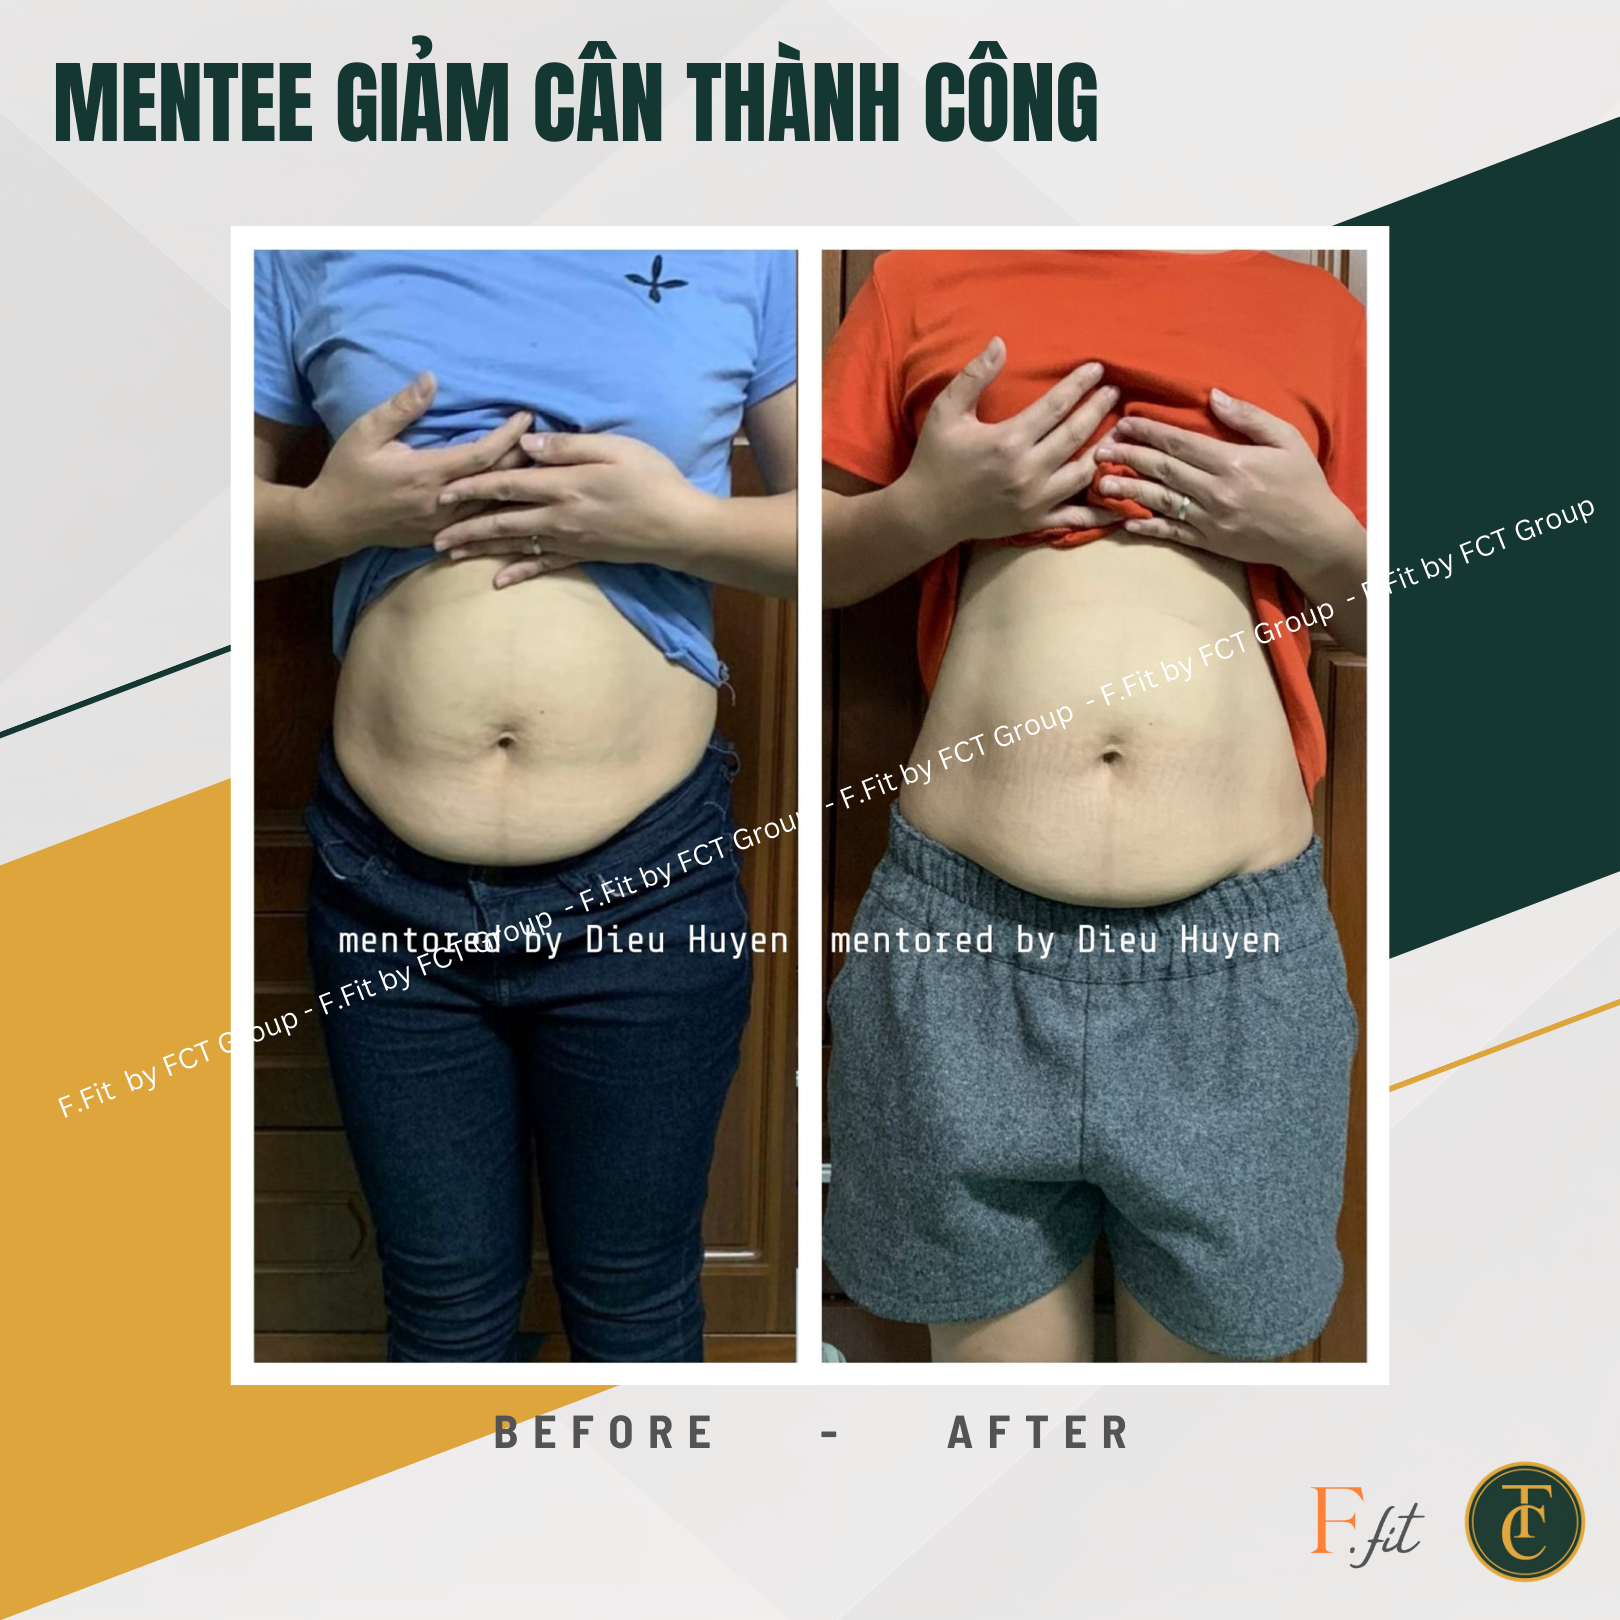 MENTEE GIẢM CÂN THÀNH CÔNG
F.Fit by FCT Group - F.Fit by FCT Group - F.Fit by FCT Group - F.Fit by FCT Group - F.Fit by FCT Group - F.Fit by FCT Group
mentored by Dieu Huyen
mentored by Dieu Huyen
BEFORE - AFTER
F.fit
TC